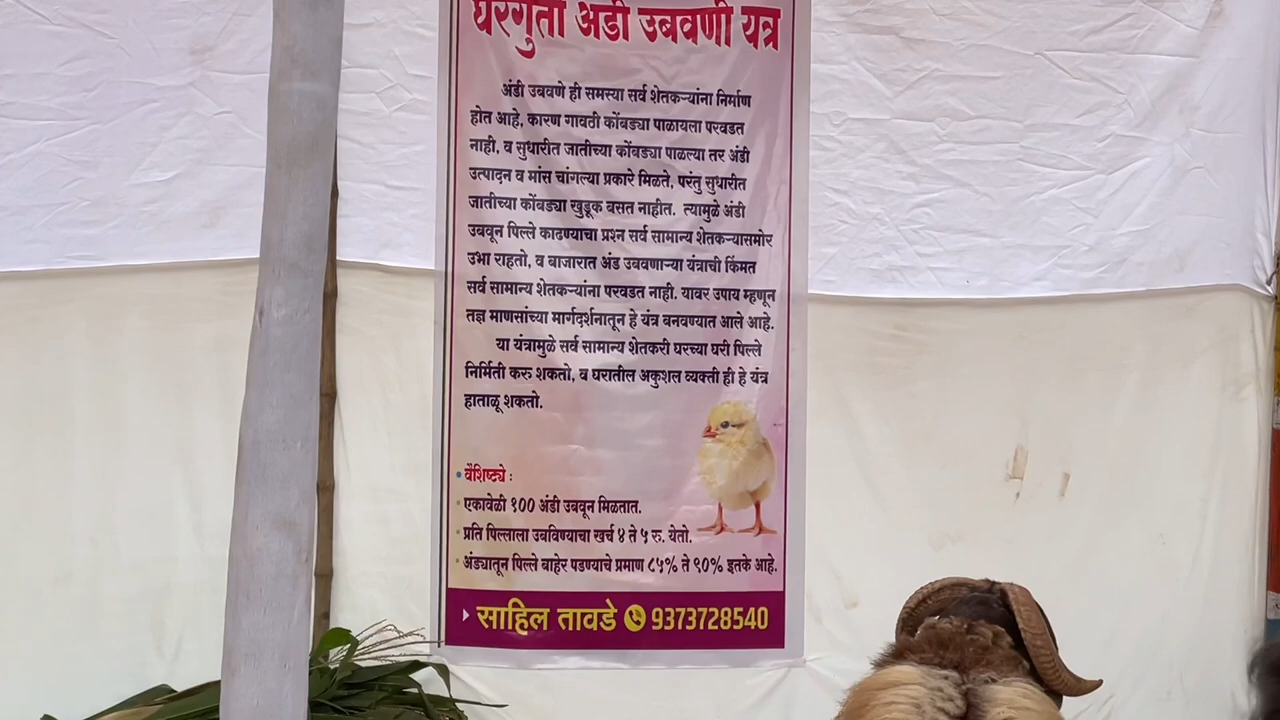 घरगुती अंडी उबवणी यंत्र
अंडी उबवणे ही समस्या सर्व शेतकऱ्यांना निर्माण
होत आहे, कारण गावठी कोंबड्या पाळायला परवडत
नाही, व सुधारीत जातीच्या कोंबड्या पाळल्या तर अंडी
उत्पादन व मांस चांगल्या प्रकारे मिळते, परंतु सुधारीत
जातीच्या कोंबड्या खुडूक बसत नाहीत. त्यामुळे अंडी
उबवून पिल्ले काढण्याचा प्रश्न सर्व सामान्य शेतकऱ्यासमोर
उभा राहतो, व बाजारात अंड उबवणाऱ्या यंत्राची किंमत
सर्व सामान्य शेतकऱ्यांना परवडत नाही. यावर उपाय म्हणून
तज्ञ माणसांच्या मार्गदर्शनातून हे यंत्र बनवण्यात आले आहे.
या यंत्रामुळे सर्व सामान्य शेतकरी घरच्या घरी पिल्ले
निर्मिती करु शकतो, व घरातील अकुशल व्यक्ती ही हे यंत्र
हाताळू शकतो.
• वैशिष्ट्ये :
• एकावेळी १०० अंडी उबवून मिळतात.
• प्रति पिल्लाला उबविण्याचा खर्च ४ ते ५ रु. येतो.
• अंड्यातून पिल्ले बाहेर पडण्याचे प्रमाण ८५% ते ९०% इतके आहे.
साहिल तावडे 9373728540